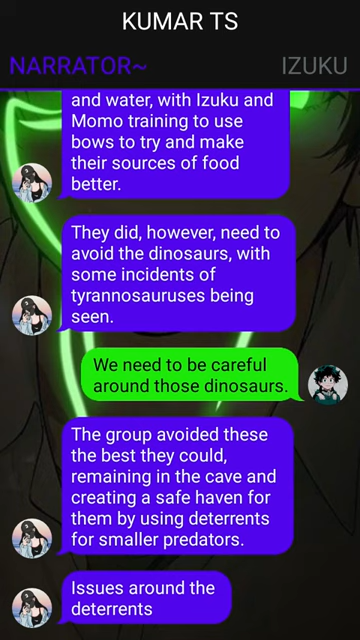 KUMAR TS
NARRATOR~
IZUKU
and water, with Izuku and
Momo training to use
bows to try and make
their sources of food
better.
They did, however, need to
avoid the dinosaurs, with
some incidents of
tyrannosauruses being
seen.
We need to be careful
around those dinosaurs.
The group avoided these
the best they could,
remaining in the cave and
creating a safe haven for
them by using deterrents
for smaller predators.
Issues around the
deterrents